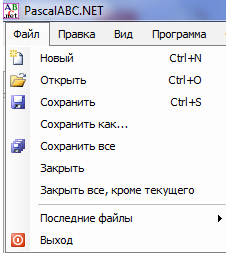 PascalABC.NET
Файл Правка Вид Программа
Новый Ctrl+N
Открыть Ctrl+O
Сохранить Ctrl+S
Сохранить как...
Сохранить все
Закрыть
Закрыть все, кроме текущего
Последние файлы
Выход